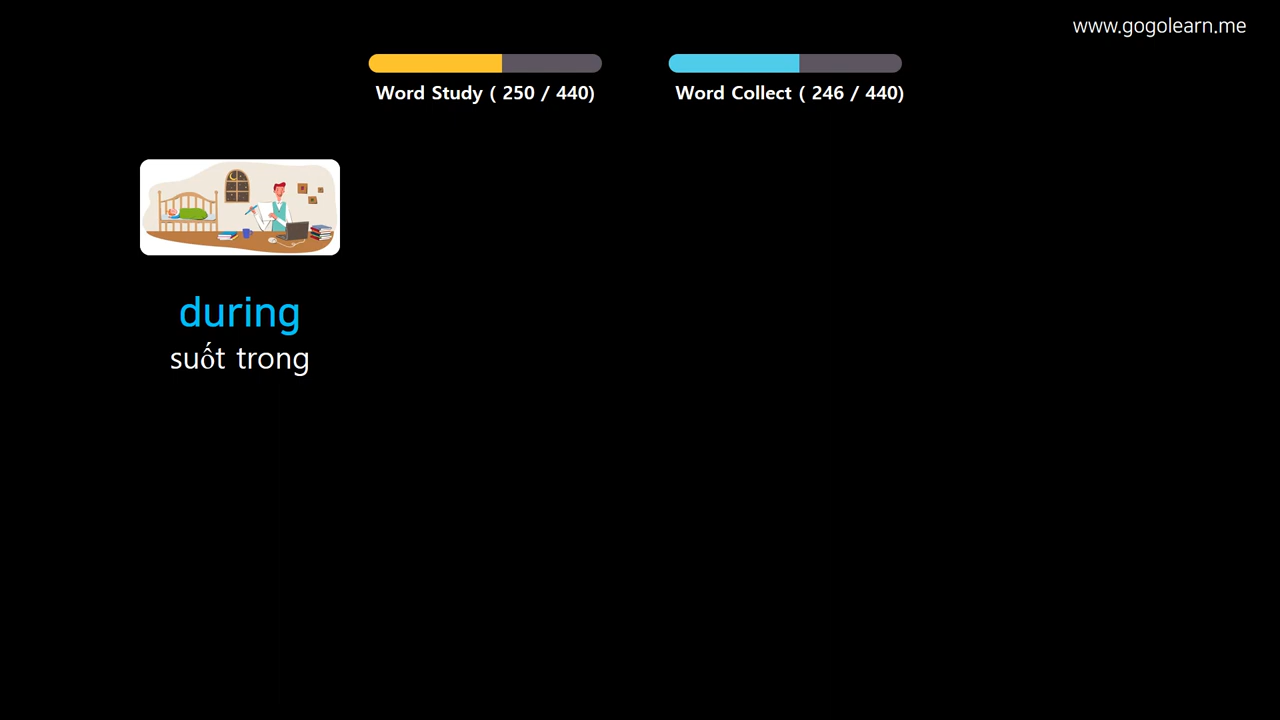 www.gogolearn.me
Word Study ( 250 / 440)
Word Collect ( 246 / 440)
during
suốt trong